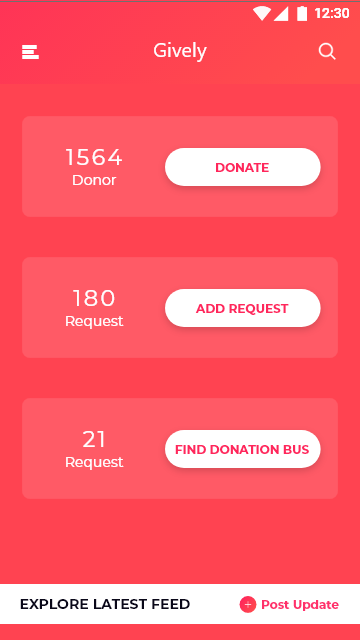 12:30
Gively
1564
Donor
DONATE
180
Request
ADD REQUEST
21
Request
FIND DONATION BUS
EXPLORE LATEST FEED
Post Update